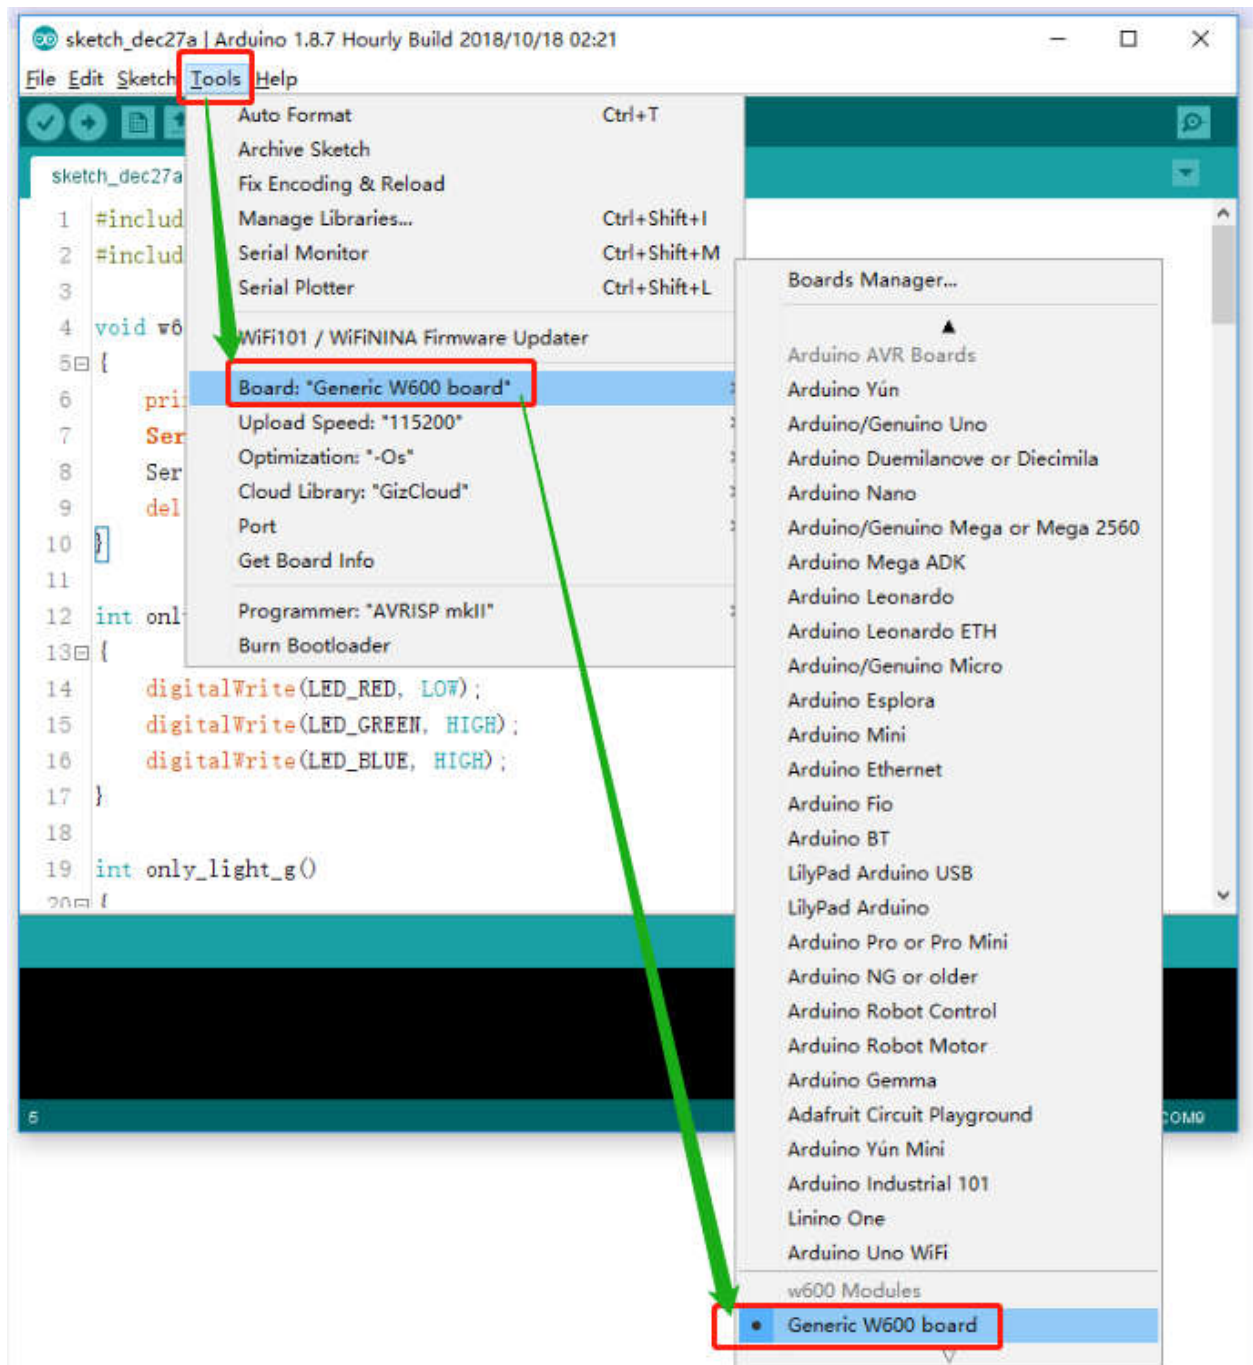 sketch_dec27a | Arduino 1.8.7 Hourly Build 2018/10/18 02:21
File Edit Sketch Tools Help
sketch_dec27a
Auto Format Ctrl+T
Archive Sketch
Fix Encoding & Reload
Manage Libraries... Ctrl+Shift+I
Serial Monitor Ctrl+Shift+M
Serial Plotter Ctrl+Shift+L
WiFi101 / WiFiNINA Firmware Updater
Board: "Generic W600 board"
Upload Speed: "115200"
Optimization: "-Os"
Cloud Library: "GizCloud"
Port
Get Board Info
Programmer: "AVRISP mkII"
Burn Bootloader
1 #includ
2 #includ
3
4 void w6
5 {
6 pri
7 Ser
8 Ser
9 del
10 }
11
12 int onl
13 {
14 digitalWrite(LED_RED, LOW);
15 digitalWrite(LED_GREEN, HIGH);
16 digitalWrite(LED_BLUE, HIGH);
17 }
18
19 int only_light_g()
20 {
5
COM9
Boards Manager...
Arduino AVR Boards
Arduino Yún
Arduino/Genuino Uno
Arduino Duemilanove or Diecimila
Arduino Nano
Arduino/Genuino Mega or Mega 2560
Arduino Mega ADK
Arduino Leonardo
Arduino Leonardo ETH
Arduino/Genuino Micro
Arduino Esplora
Arduino Mini
Arduino Ethernet
Arduino Fio
Arduino BT
LilyPad Arduino USB
LilyPad Arduino
Arduino Pro or Pro Mini
Arduino NG or older
Arduino Robot Control
Arduino Robot Motor
Arduino Gemma
Adafruit Circuit Playground
Arduino Yún Mini
Arduino Industrial 101
Linino One
Arduino Uno WiFi
w600 Modules
Generic W600 board